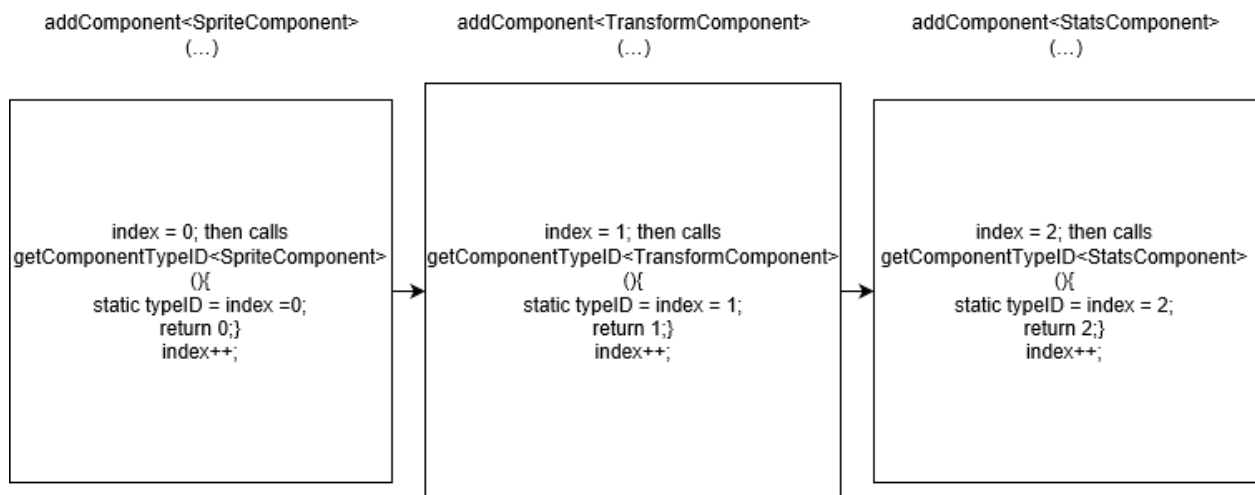 addComponent<SpriteComponent>
(...)
addComponent<TransformComponent>
(...)
addComponent<StatsComponent>
(...)
index = 0; then calls
getComponentTypeID<SpriteComponent>
(){
static typeID = index =0;
return 0;}
index++;
index = 1; then calls
getComponentTypeID<TransformComponent>
(){
static typeID = index = 1;
return 1;}
index++;
index = 2; then calls
getComponentTypeID<StatsComponent>
(){
static typeID = index = 2;
return 2;}
index++;